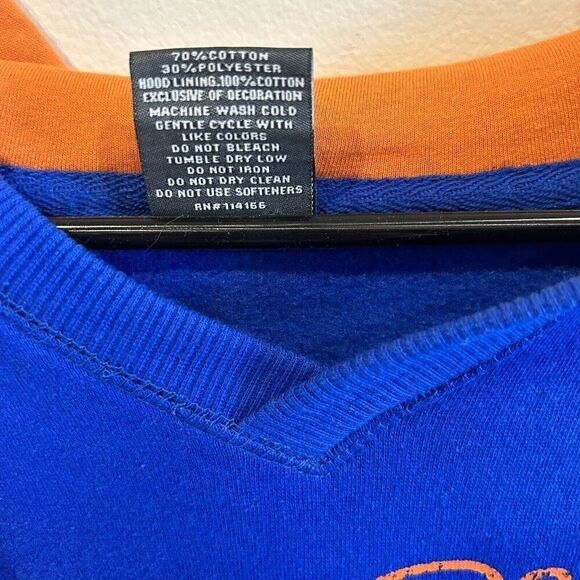 70%COTTON
30%POLYESTER
HOOD LINING.100%COTTON
EXCLUSIVE OF DECORATION
MACHINE WASH COLD
GENTLE CYCLE WITH
LIKE COLORS
DO NOT BLEACH
TUMBLE DRY LOW
DO NOT IRON
DO NOT DRY CLEAN
DO NOT USE SOFTENERS
RN#114166